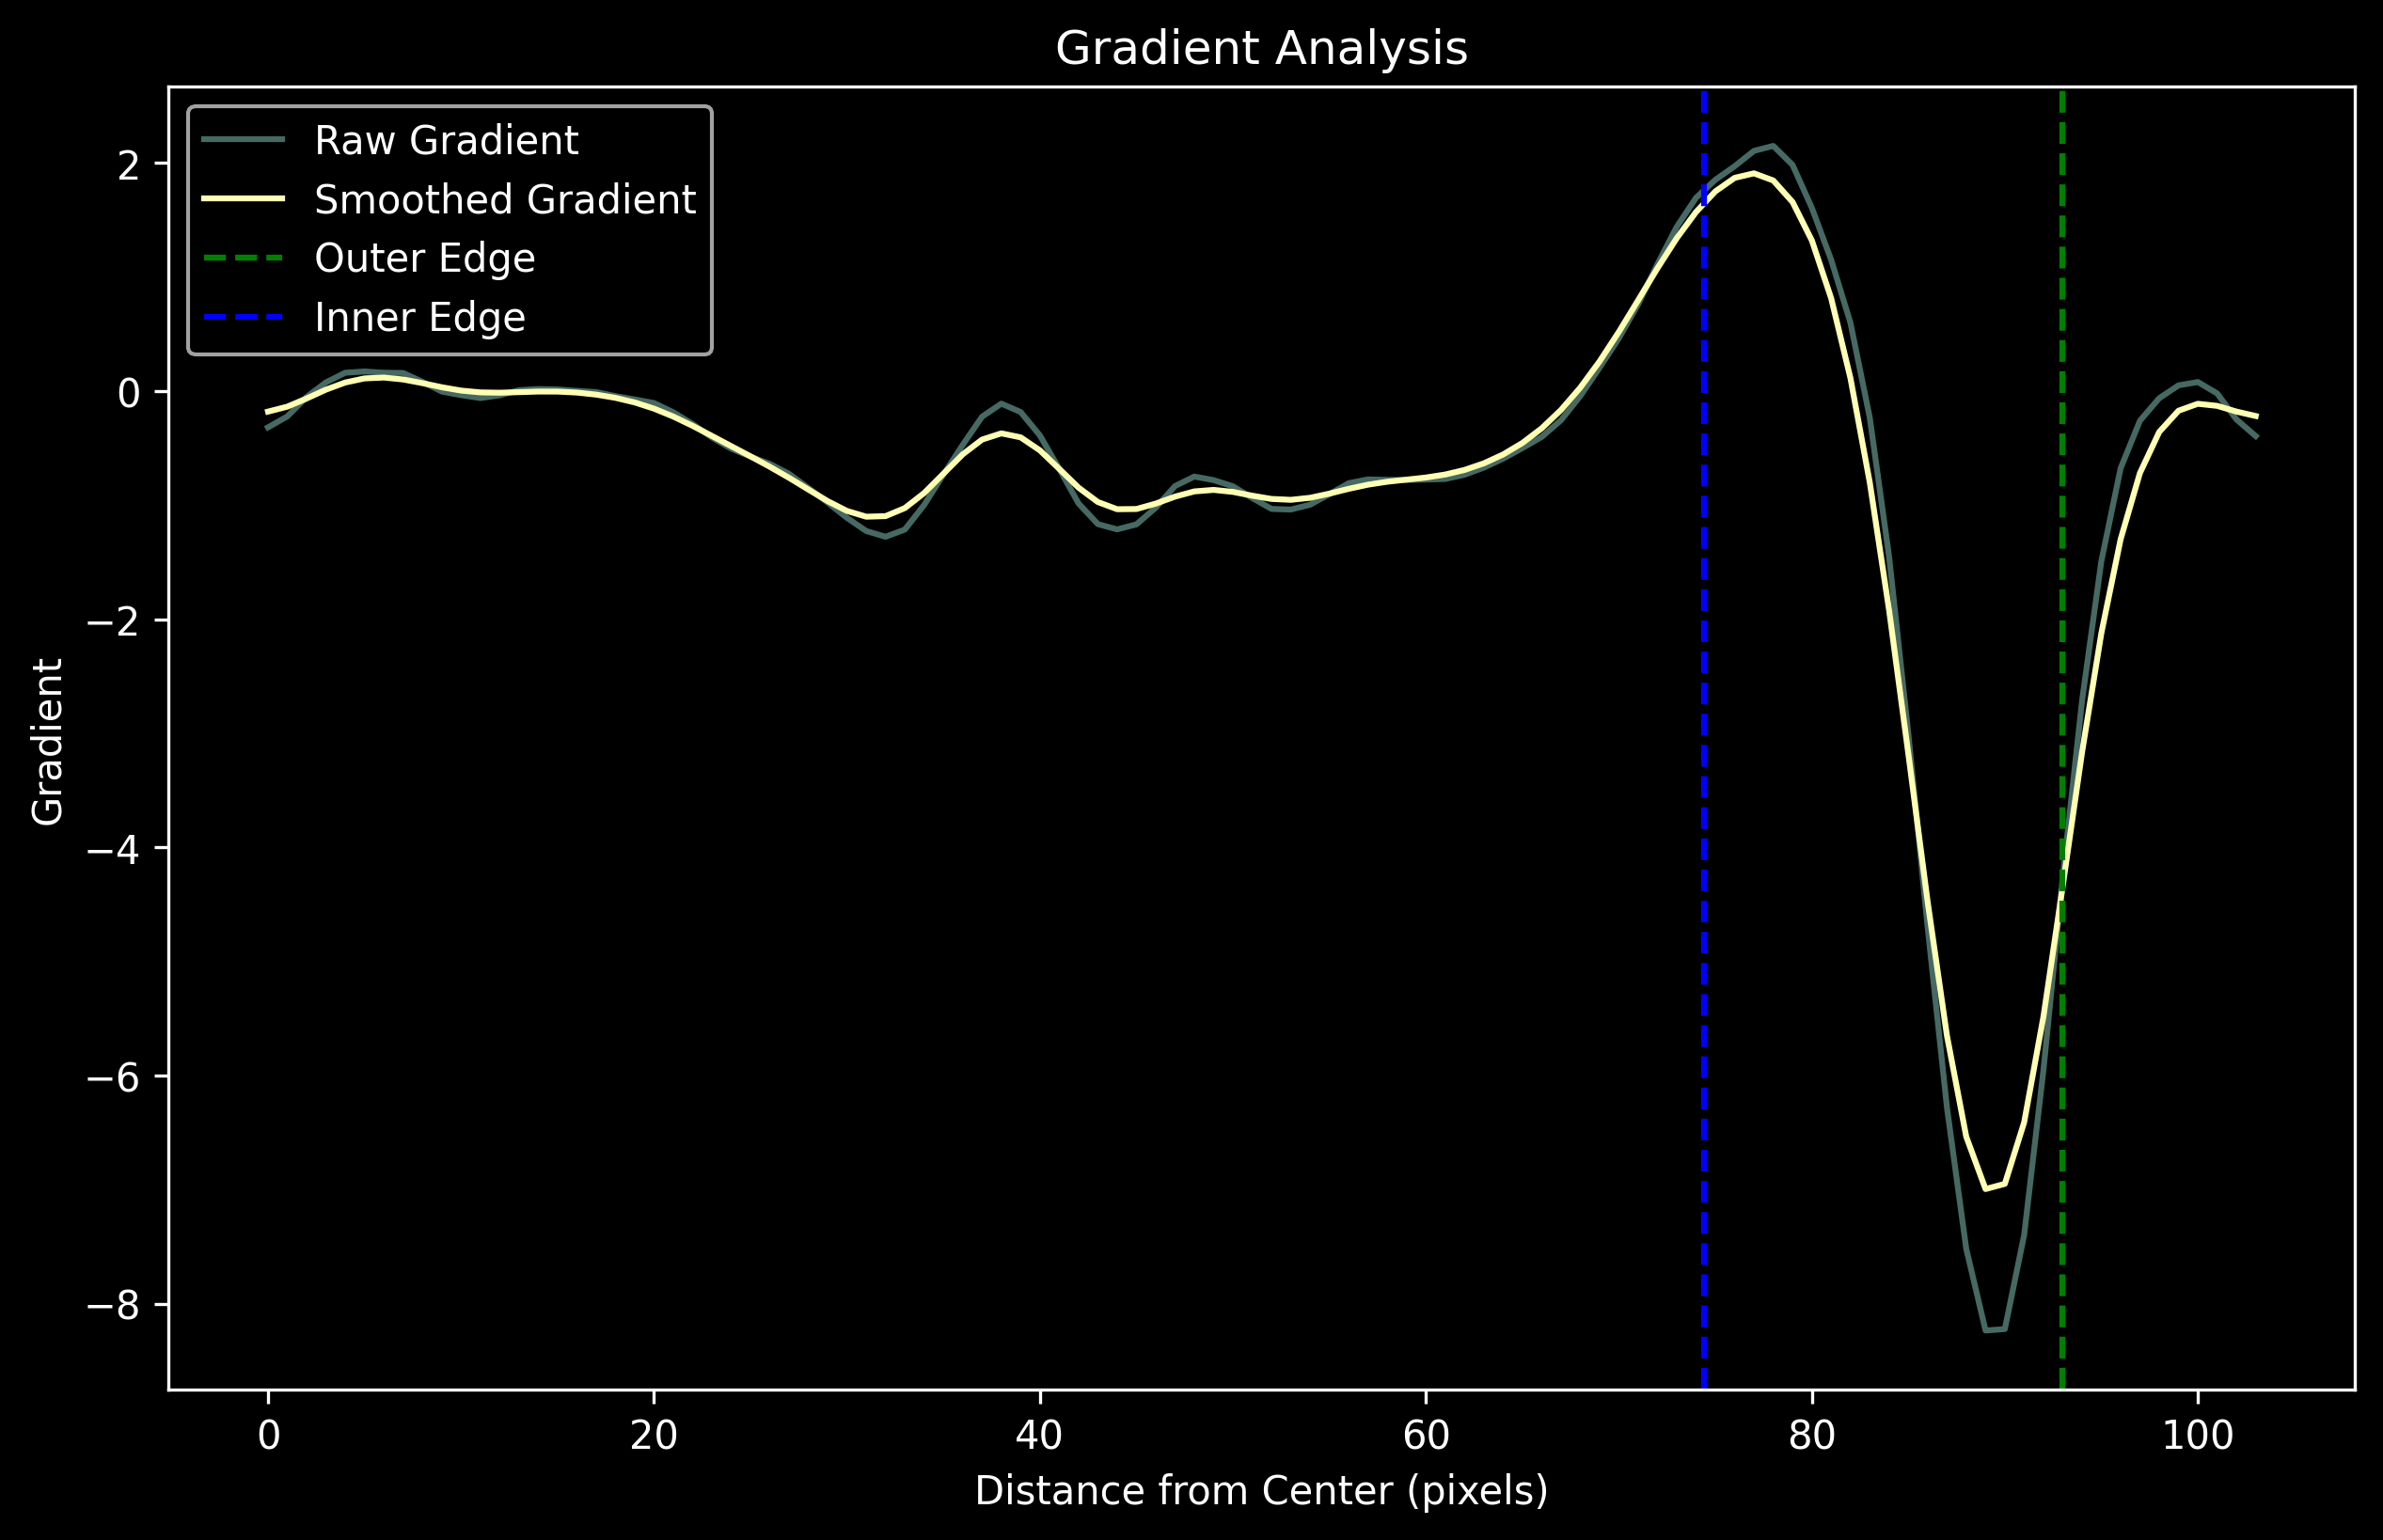 Gradient Analysis
Raw Gradient
Smoothed Gradient
Outer Edge
Inner Edge
2
0
−2
−4
−6
−8
Gradient
0 20 40 60 80 100
Distance from Center (pixels)